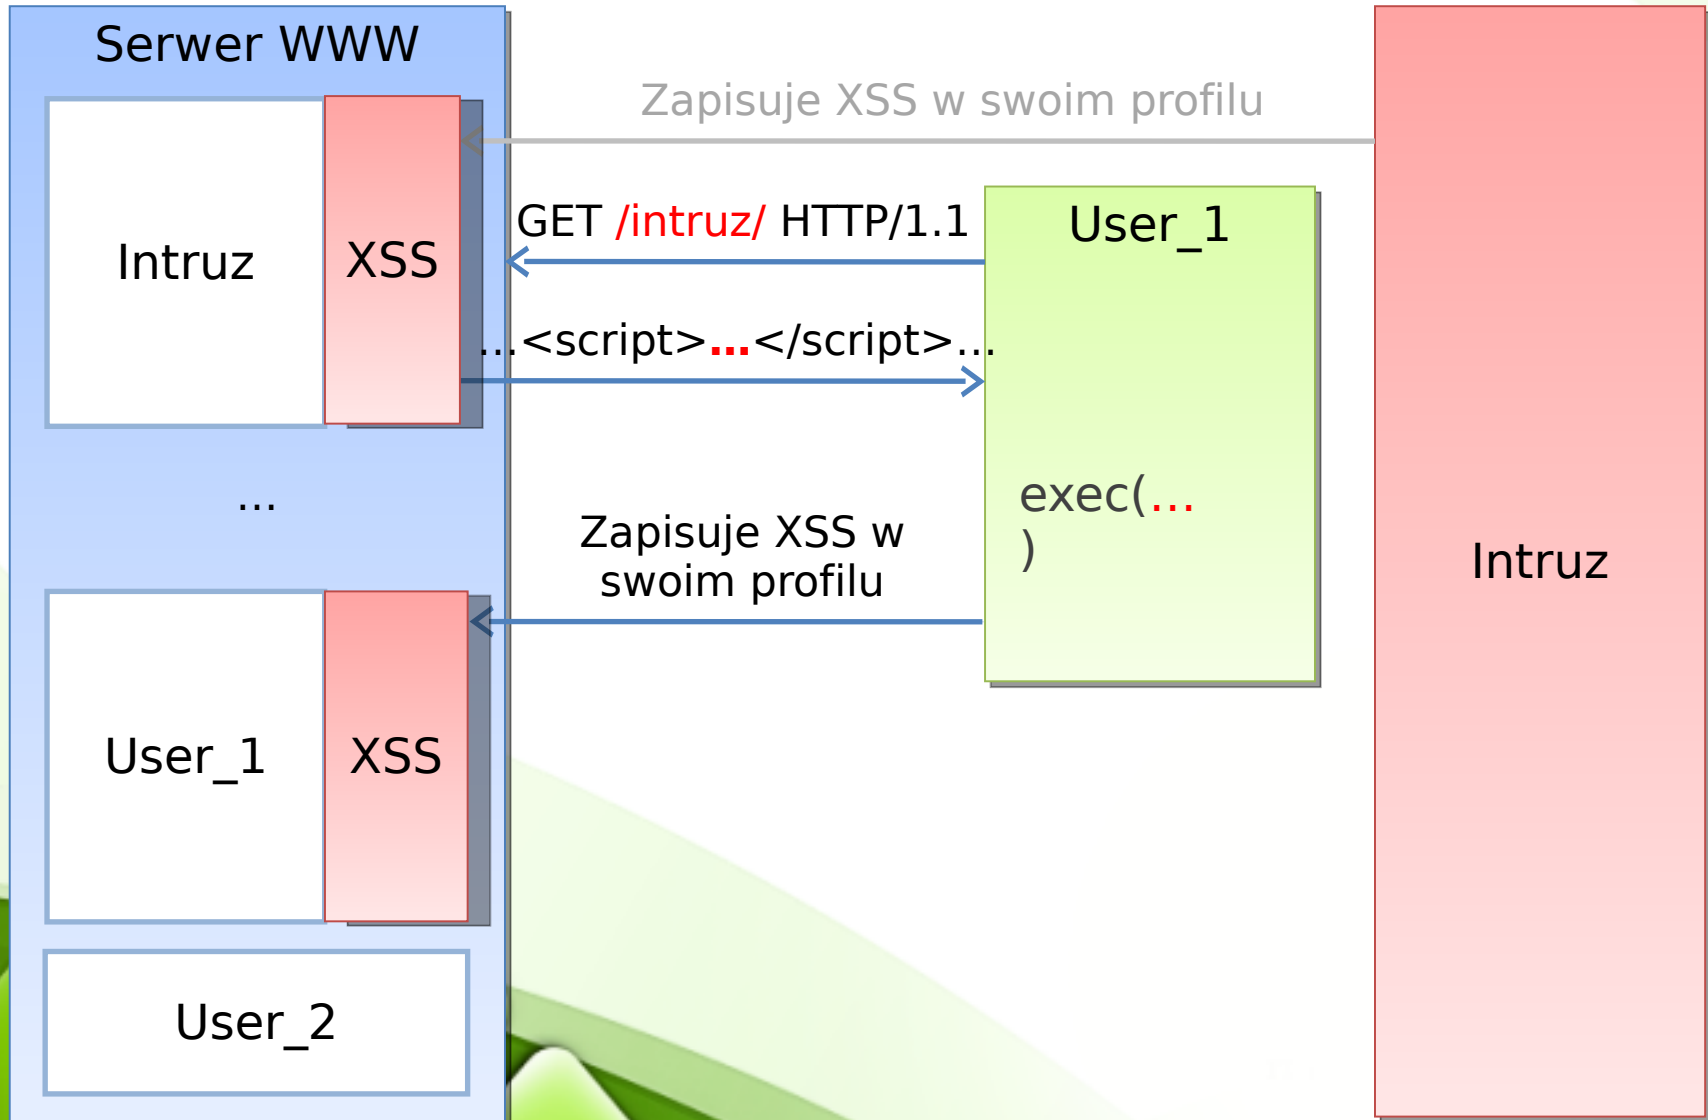 Serwer WWW
Zapisuje XSS w swoim profilu
Intruz
XSS
GET /intruz/ HTTP/1.1
User_1
...<script>...</script>...
...
exec(...
)
Zapisuje XSS w
swoim profilu
Intruz
User_1
XSS
User_2